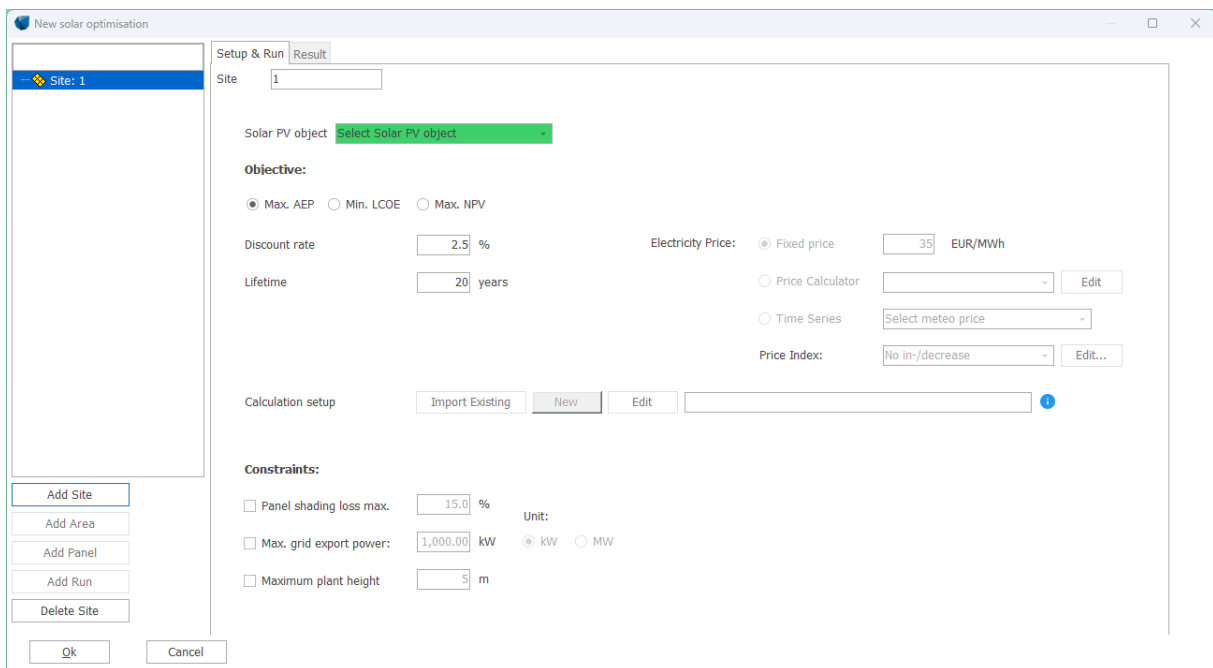 New solar optimisation
Setup & Run Result
Site: 1
Site 1
Solar PV object Select Solar PV object
Objective:
Max. AEP Min. LCOE Max. NPV
Discount rate 2.5 % Electricity Price: Fixed price 35 EUR/MWh
Lifetime 20 years Price Calculator Edit
Time Series Select meteo price
Price Index: No in-/decrease Edit...
Calculation setup Import Existing New Edit
Constraints:
Add Site
Panel shading loss max. 15.0 %
Unit:
Add Area
Max. grid export power: 1,000.00 kW kW MW
Add Panel
Add Run
Maximum plant height 5 m
Delete Site
Ok Cancel